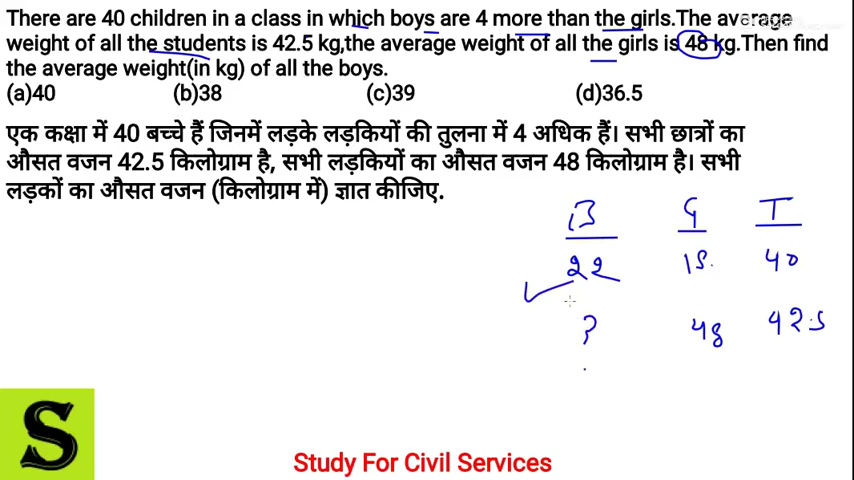 There are 40 children in a class in which boys are 4 more than the girls.The average
weight of all the students is 42.5 kg,the average weight of all the girls is 48 kg.Then find
the average weight(in kg) of all the boys.
(a)40 (b)38 (c)39 (d)36.5
एक कक्षा में 40 बच्चे हैं जिनमें लड़के लड़कियों की तुलना में 4 अधिक हैं। सभी छात्रों का
औसत वजन 42.5 किलोग्राम है, सभी लड़कियों का औसत वजन 48 किलोग्राम है। सभी
लड़कों का औसत वजन (किलोग्राम में) ज्ञात कीजिए.
B G T
22 18 40
? 48 42.5
S
Study For Civil Services